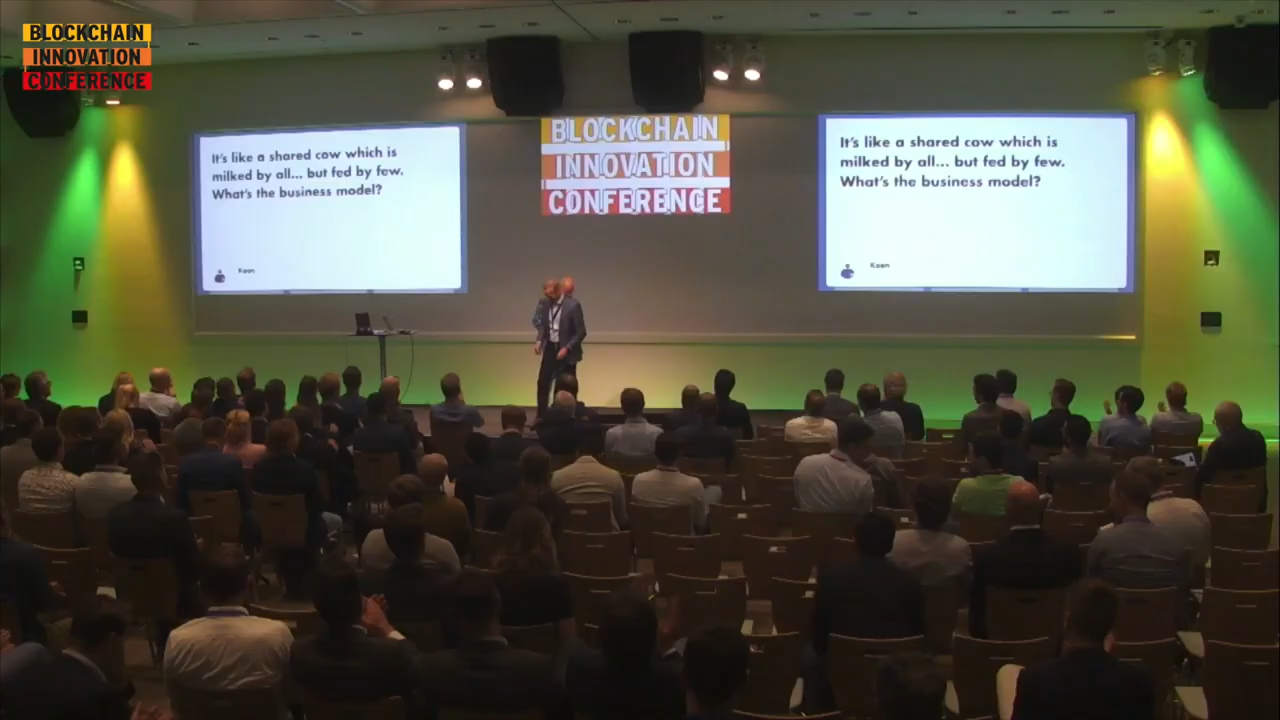 BLOCKCHAIN
INNOVATION
CONFERENCE
It's like a shared cow which is
milked by all... but fed by few.
What's the business model?
Koen
BLOCKCHAIN
INNOVATION
CONFERENCE
It's like a shared cow which is
milked by all... but fed by few.
What's the business model?
Koen